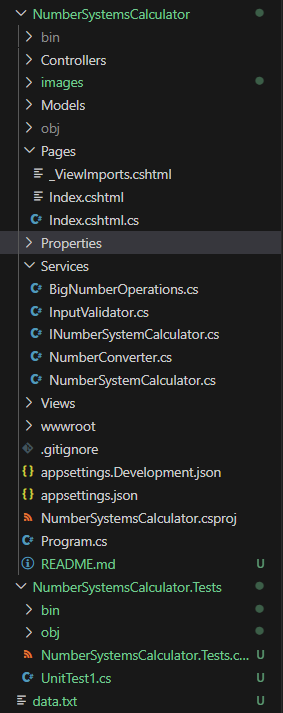 NumberSystemsCalculator
bin
Controllers
images
Models
obj
Pages
_ViewImports.cshtml
Index.cshtml
Index.cshtml.cs
Properties
Services
BigNumberOperations.cs
InputValidator.cs
INumberSystemCalculator.cs
NumberConverter.cs
NumberSystemCalculator.cs
Views
wwwroot
.gitignore
appsettings.Development.json
appsettings.json
NumberSystemsCalculator.csproj
Program.cs
README.md U
NumberSystemsCalculator.Tests
bin
obj
NumberSystemsCalculator.Tests.c... U
UnitTest1.cs U
data.txt U